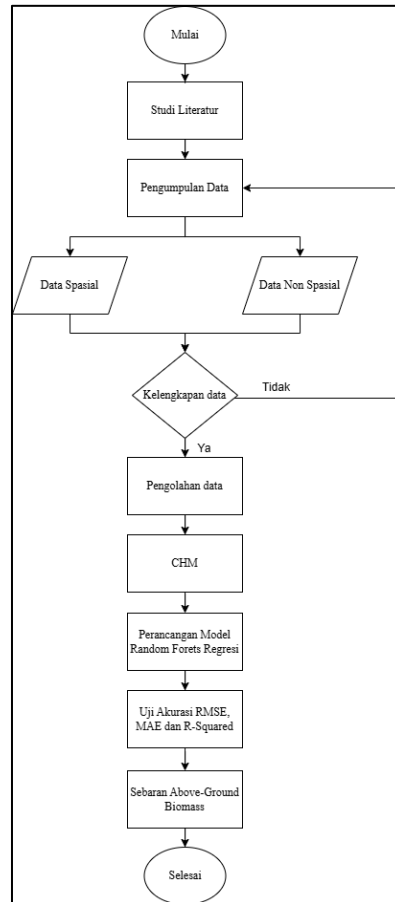 Mulai
Studi Literatur
Pengumpulan Data
Data Spasial
Data Non Spasial
Kelengkapan data
Tidak
Ya
Pengolahan data
CHM
Perancangan Model
Random Forets Regresi
Uji Akurasi RMSE,
MAE dan R-Squared
Sebaran Above-Ground
Biomass
Selesai